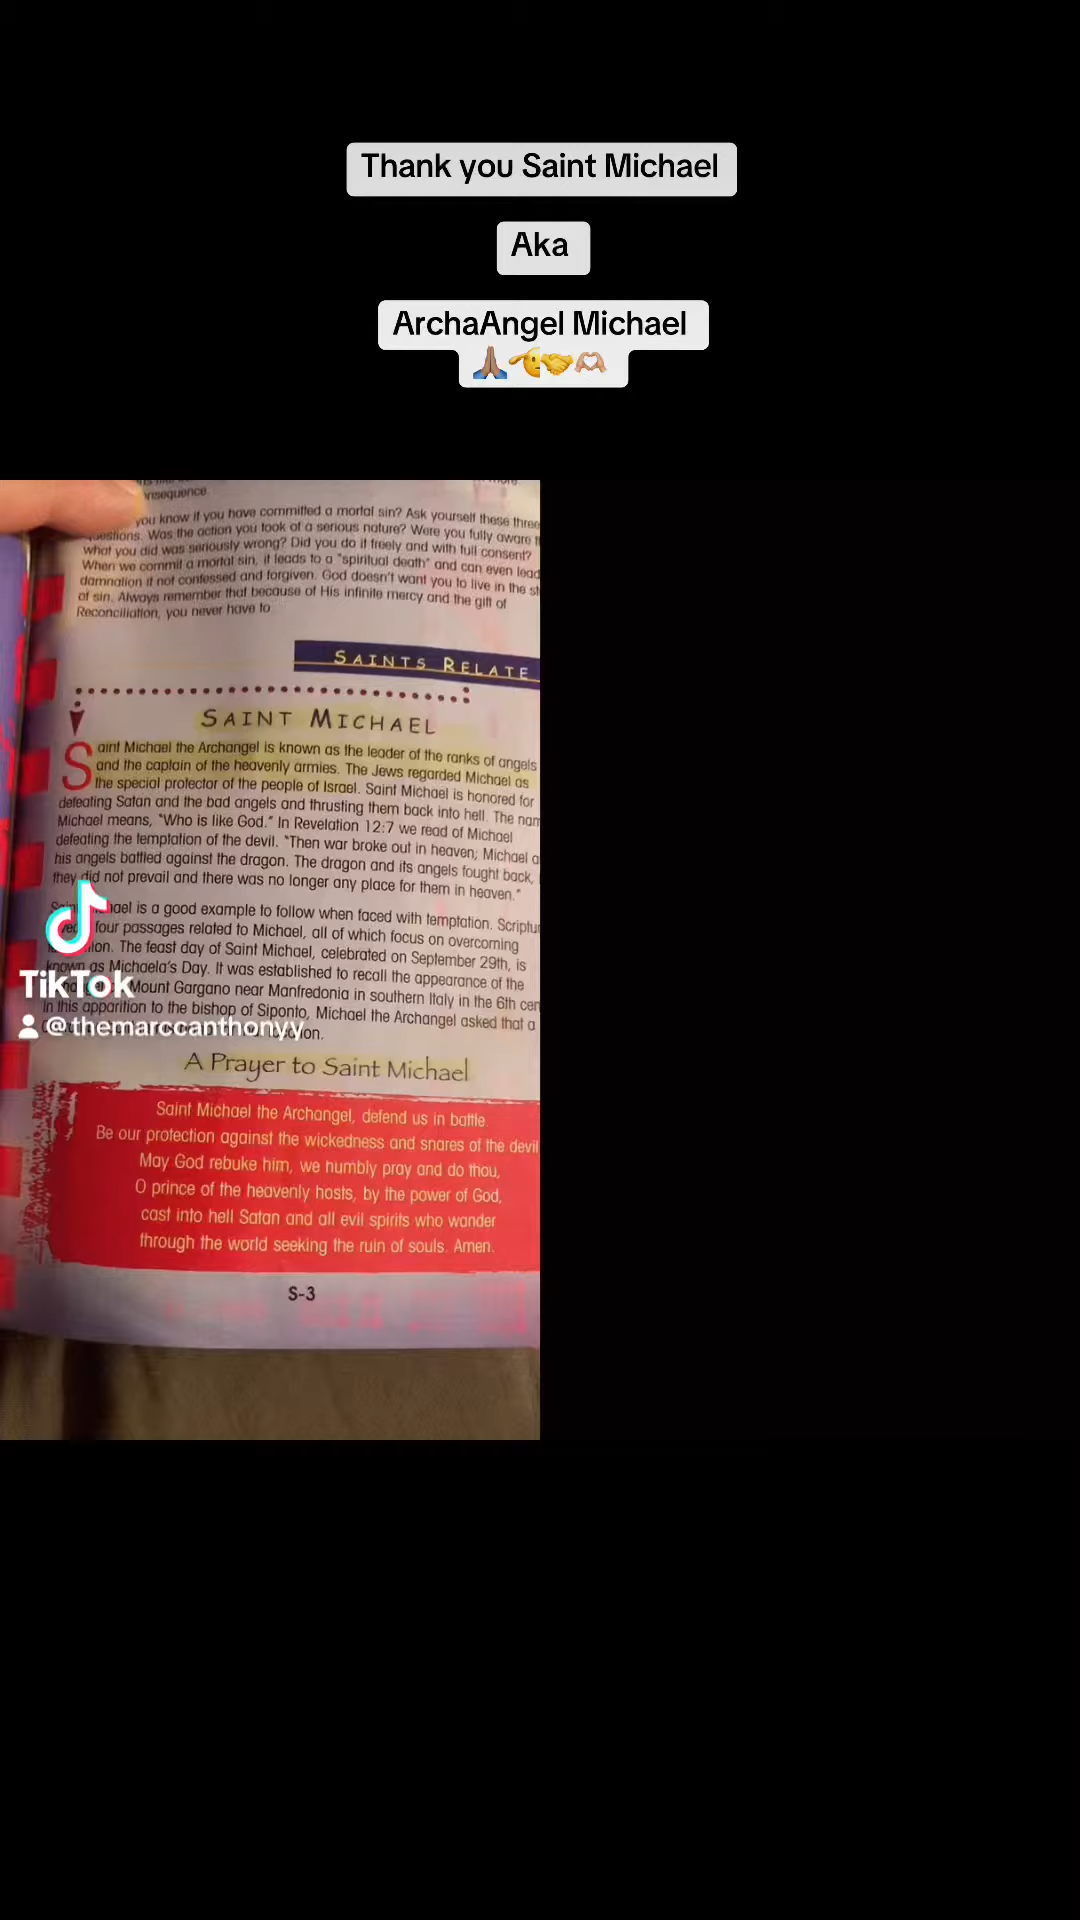 Thank you Saint Michael
Aka
ArchaAngel Michael
🙏🏽🫡🤝🫶🏼
nsequence.
you know if you have committed a mortal sin? Ask yourself these three
questions. Was the action you took of a serious nature? Were you fully aware
what you did was seriously wrong? Did you do it freely and with full consent?
When we commit a mortal sin, it leads to a "spiritual death" and can even lead
damnation if not confessed and forgiven. God doesn't want you to live in the st
of sin. Always remember that because of His infinite mercy and the gift of
Reconciliation, you never have to
SAINTS RELATE
SAINT MICHAEL
Saint Michael the Archangel is known as the leader of the ranks of angels
and the captain of the heavenly armies. The Jews regarded Michael as
the special protector of the people of Israel. Saint Michael is honored for
defeating Satan and the bad angels and thrusting them back into hell. The nam
Michael means, "Who is like God." In Revelation 12:7 we read of Michael
defeating the temptation of the devil. "Then war broke out in heaven; Michael a
his angels battled against the dragon. The dragon and its angels fought back,
they did not prevail and there was no longer any place for them in heaven."
ael is a good example to follow when faced with temptation. Scriptur
four passages related to Michael, all of which focus on overcoming
ion. The feast day of Saint Michael, celebrated on September 29th, is
known as Michaela's Day. It was established to recall the appearance of the
Mount Gargano near Manfredonia in southern Italy in the 6th cen
In this apparition to the bishop of Siponto, Michael the Archangel asked that a
on.
TikTok
@themarccanthonyy
A Prayer to Saint Michael
Saint Michael the Archangel, defend us in battle.
Be our protection against the wickedness and snares of the devil
May God rebuke him, we humbly pray and do thou,
O prince of the heavenly hosts, by the power of God,
cast into hell Satan and all evil spirits who wander
through the world seeking the ruin of souls. Amen.
S-3